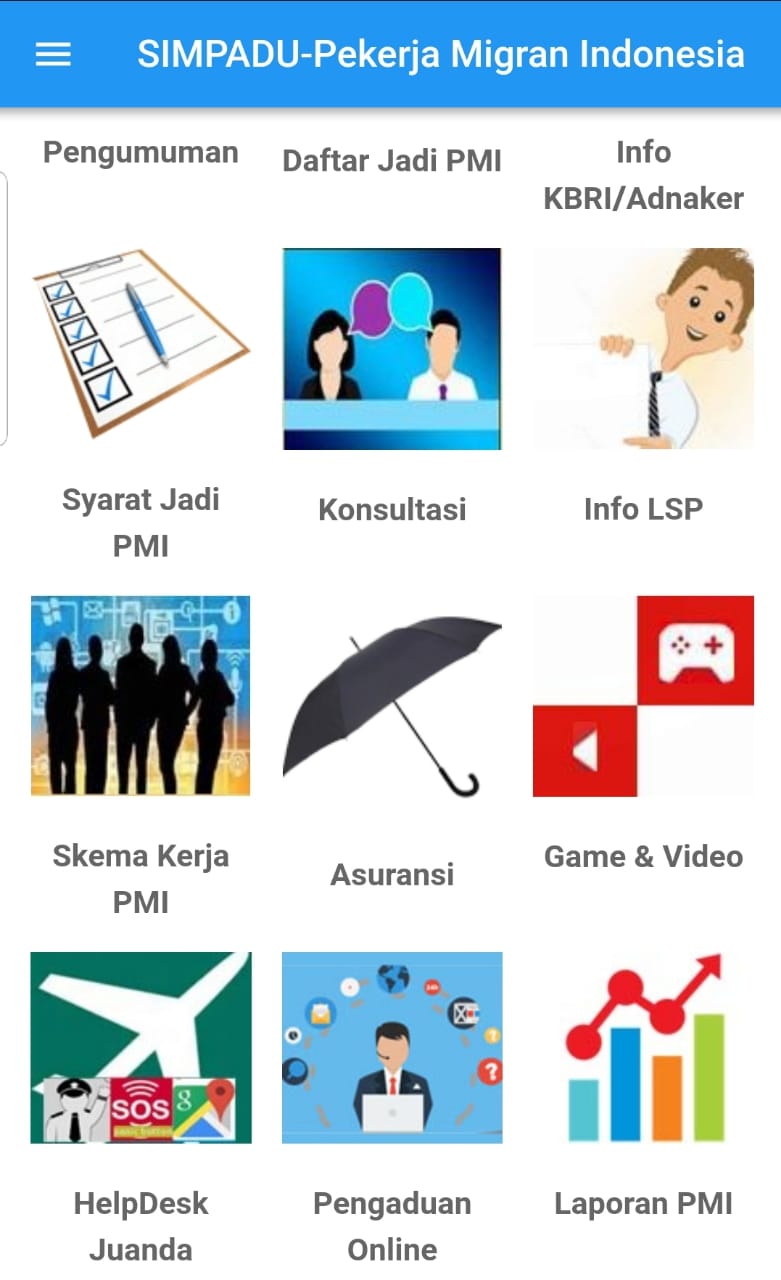 SIMPADU-Pekerja Migran Indonesia
Pengumuman
Daftar Jadi PMI
Info
KBRI/Adnaker
Syarat Jadi
PMI
Konsultasi
Info LSP
Skema Kerja
PMI
Asuransi
Game & Video
SOS
g
HelpDesk
Juanda
Pengaduan
Online
Laporan PMI